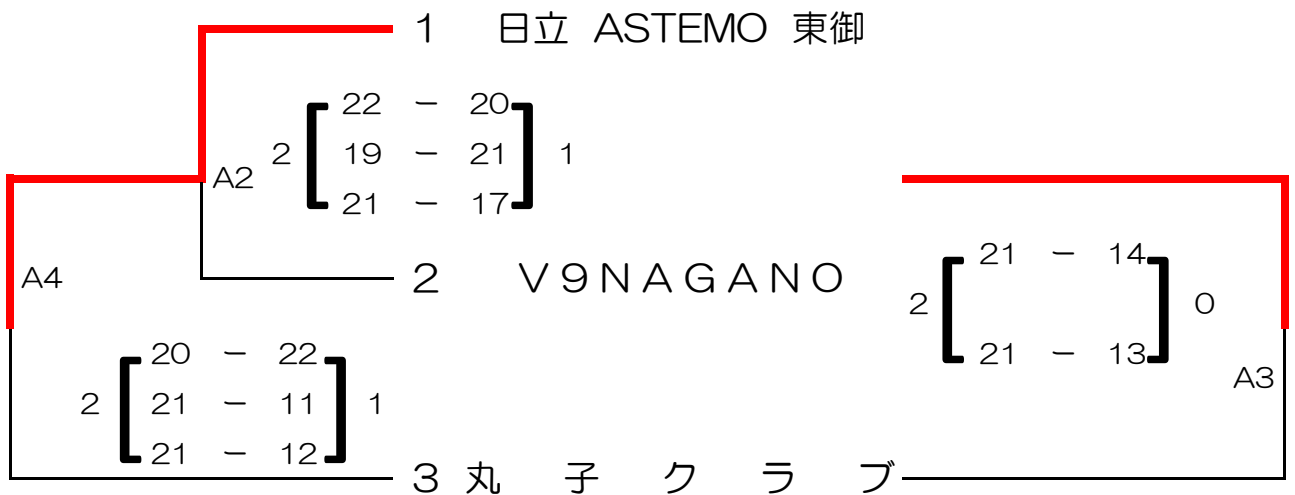 1 日立 ASTEMO 東御
22 － 20
2 19 － 21 1
A2
21 － 17
A4
2 V9NAGANO
21 － 14
2 0
21 － 13
A3
20 － 22
2 21 － 11 1
21 － 12
3 丸子クラブ